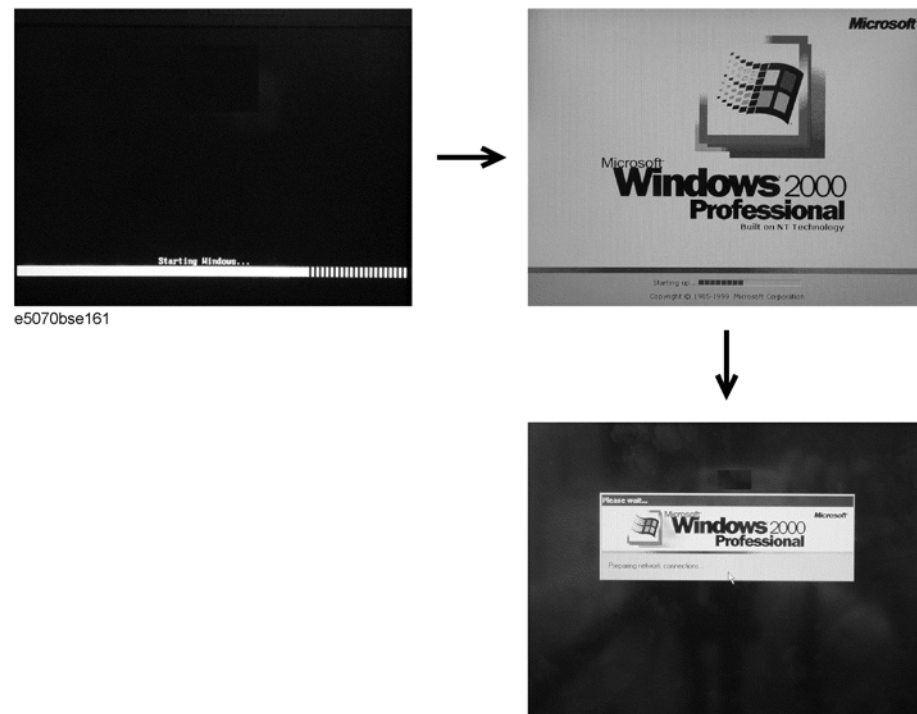 Starting Windows...
e5070bse161
Microsoft
Microsoft
Windows 2000
Professional
Built on NT Technology
Starting up...
Copyright © 1985-1999 Microsoft Corporation
Please wait...
Microsoft
Microsoft
Windows 2000
Professional
Preparing network connections...